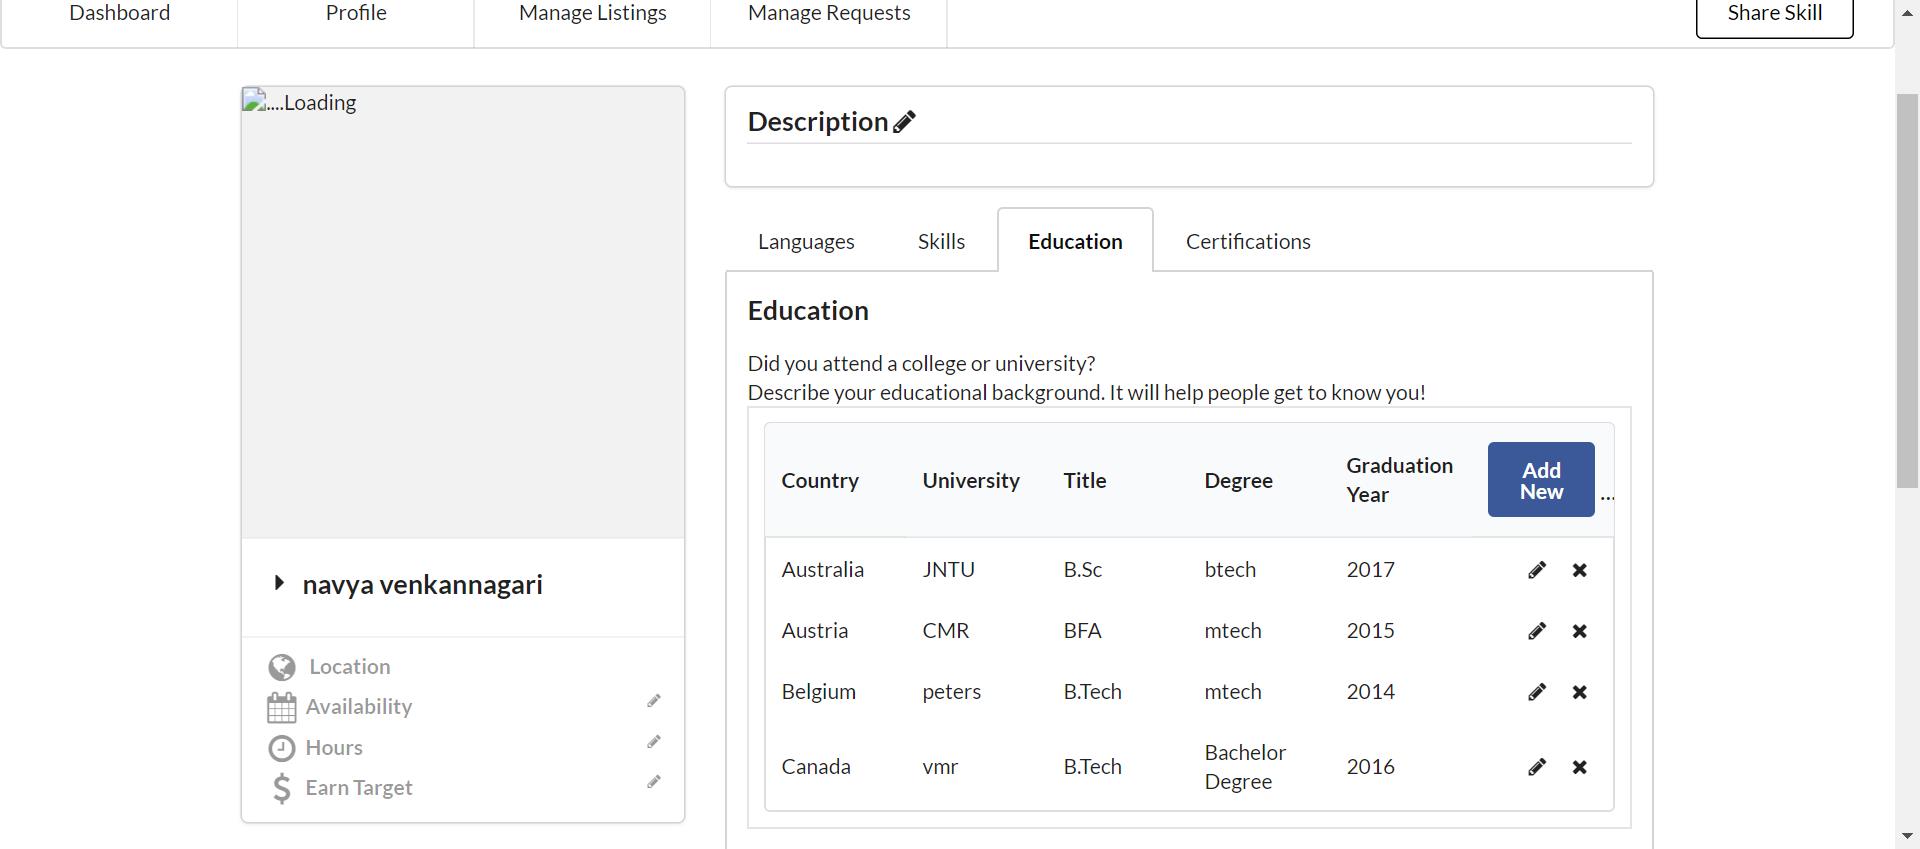 Dashboard Profile Manage Listings Manage Requests Share Skill
....Loading
navya venkannagari
Location
Availability
Hours
Earn Target
Description
Languages Skills Education Certifications
Education
Did you attend a college or university?
Describe your educational background. It will help people get to know you!
Country University Title Degree Graduation Year Add New ...
Australia JNTU B.Sc btech 2017
Austria CMR BFA mtech 2015
Belgium peters B.Tech mtech 2014
Canada vmr B.Tech Bachelor Degree 2016